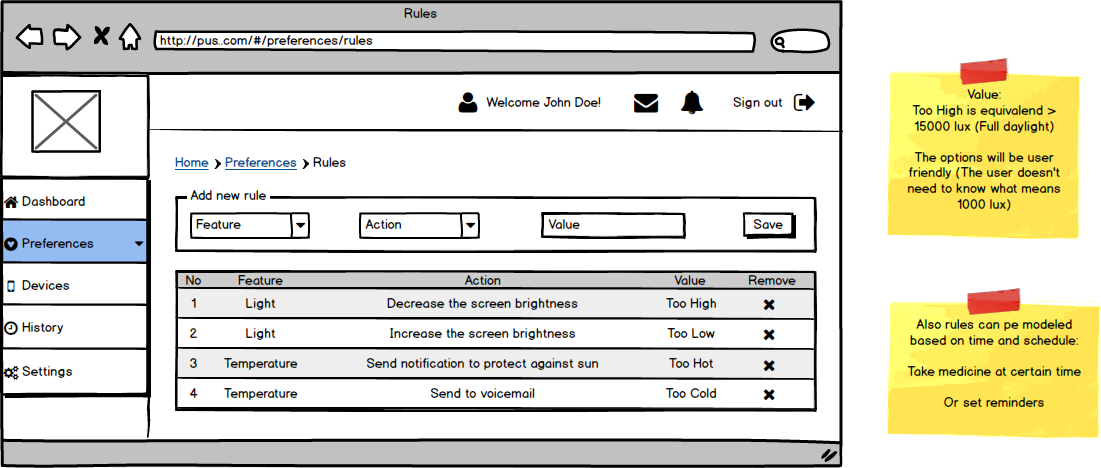 Rules
http://pus..com/#/preferences/rules
Welcome John Doe!
Sign out
Home
Preferences
Rules
Dashboard
Preferences
Devices
History
Settings
Add new rule
Feature
Action
Value
Save
No Feature Action Value Remove
1 Light Decrease the screen brightness Too High
2 Light Increase the screen brightness Too Low
3 Temperature Send notification to protect against sun Too Hot
4 Temperature Send to voicemail Too Cold
Value:
Too High is equivalend >
15000 lux (Full daylight)
The options will be user
friendly (The user doesn't
need to know what means
1000 lux)
Also rules can pe modeled
based on time and schedule:
Take medicine at certain time
Or set reminders